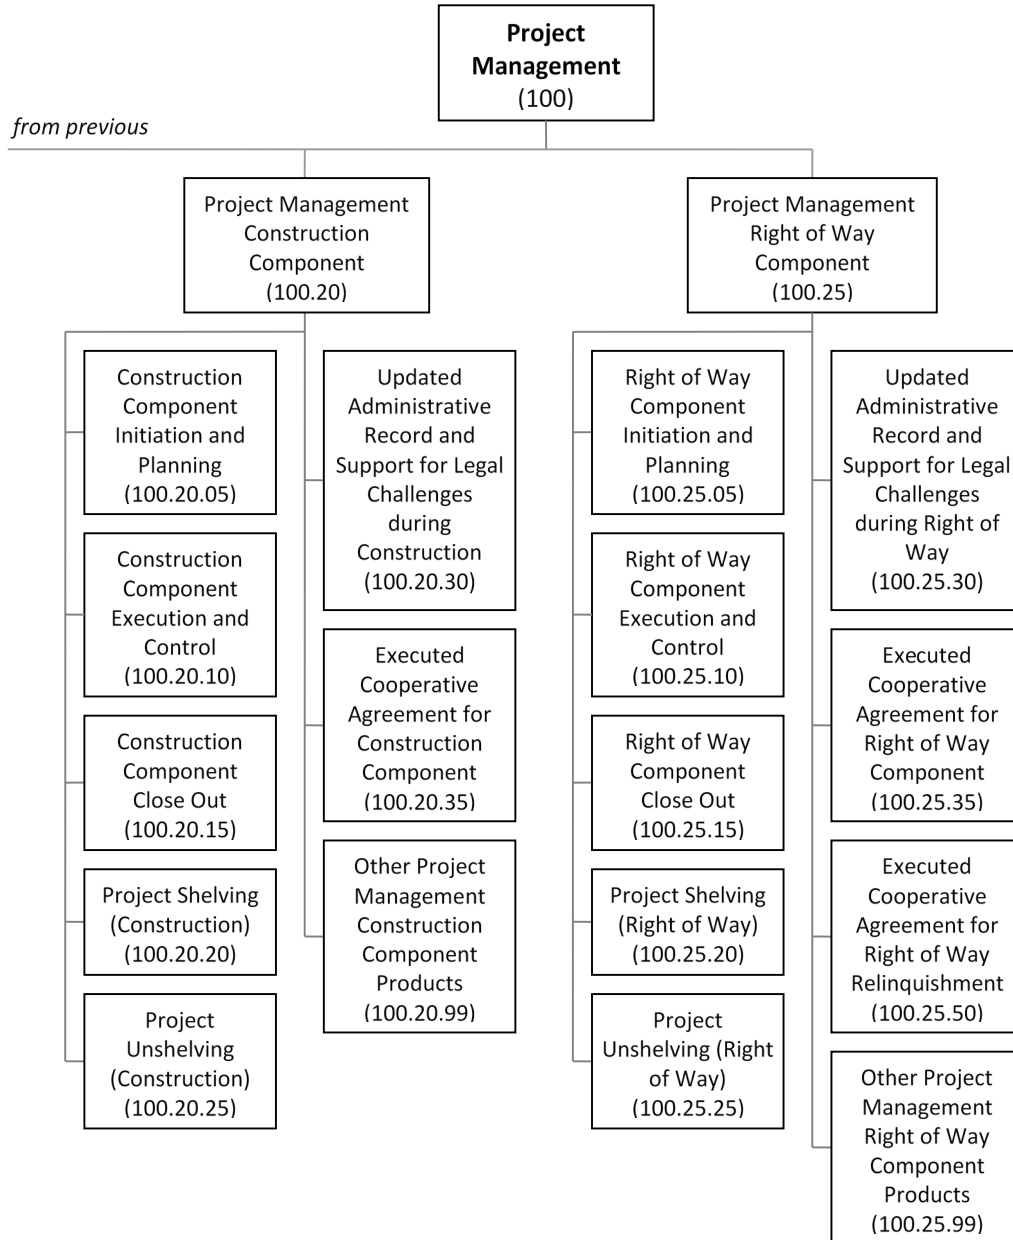 Project
Management
(100)
from previous
Project Management
Construction
Component
(100.20)
Project Management
Right of Way
Component
(100.25)
Construction
Component
Initiation and
Planning
(100.20.05)
Construction
Component
Execution and
Control
(100.20.10)
Construction
Component
Close Out
(100.20.15)
Project Shelving
(Construction)
(100.20.20)
Project
Unshelving
(Construction)
(100.20.25)
Updated
Administrative
Record and
Support for Legal
Challenges
during
Construction
(100.20.30)
Executed
Cooperative
Agreement for
Construction
Component
(100.20.35)
Other Project
Management
Construction
Component
Products
(100.20.99)
Right of Way
Component
Initiation and
Planning
(100.25.05)
Right of Way
Component
Execution and
Control
(100.25.10)
Right of Way
Component
Close Out
(100.25.15)
Project Shelving
(Right of Way)
(100.25.20)
Project
Unshelving (Right
of Way)
(100.25.25)
Updated
Administrative
Record and
Support for Legal
Challenges
during Right of
Way
(100.25.30)
Executed
Cooperative
Agreement for
Right of Way
Component
(100.25.35)
Executed
Cooperative
Agreement for
Right of Way
Relinquishment
(100.25.50)
Other Project
Management
Right of Way
Component
Products
(100.25.99)